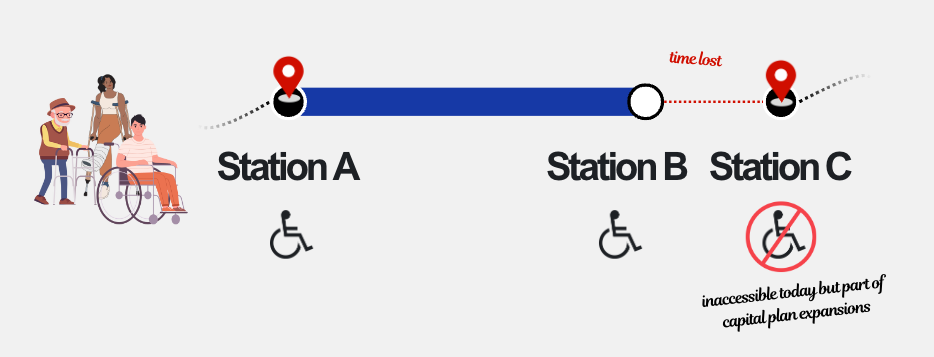 time lost
Station A
Station B
Station C
inaccessible today but part of
capital plan expansions